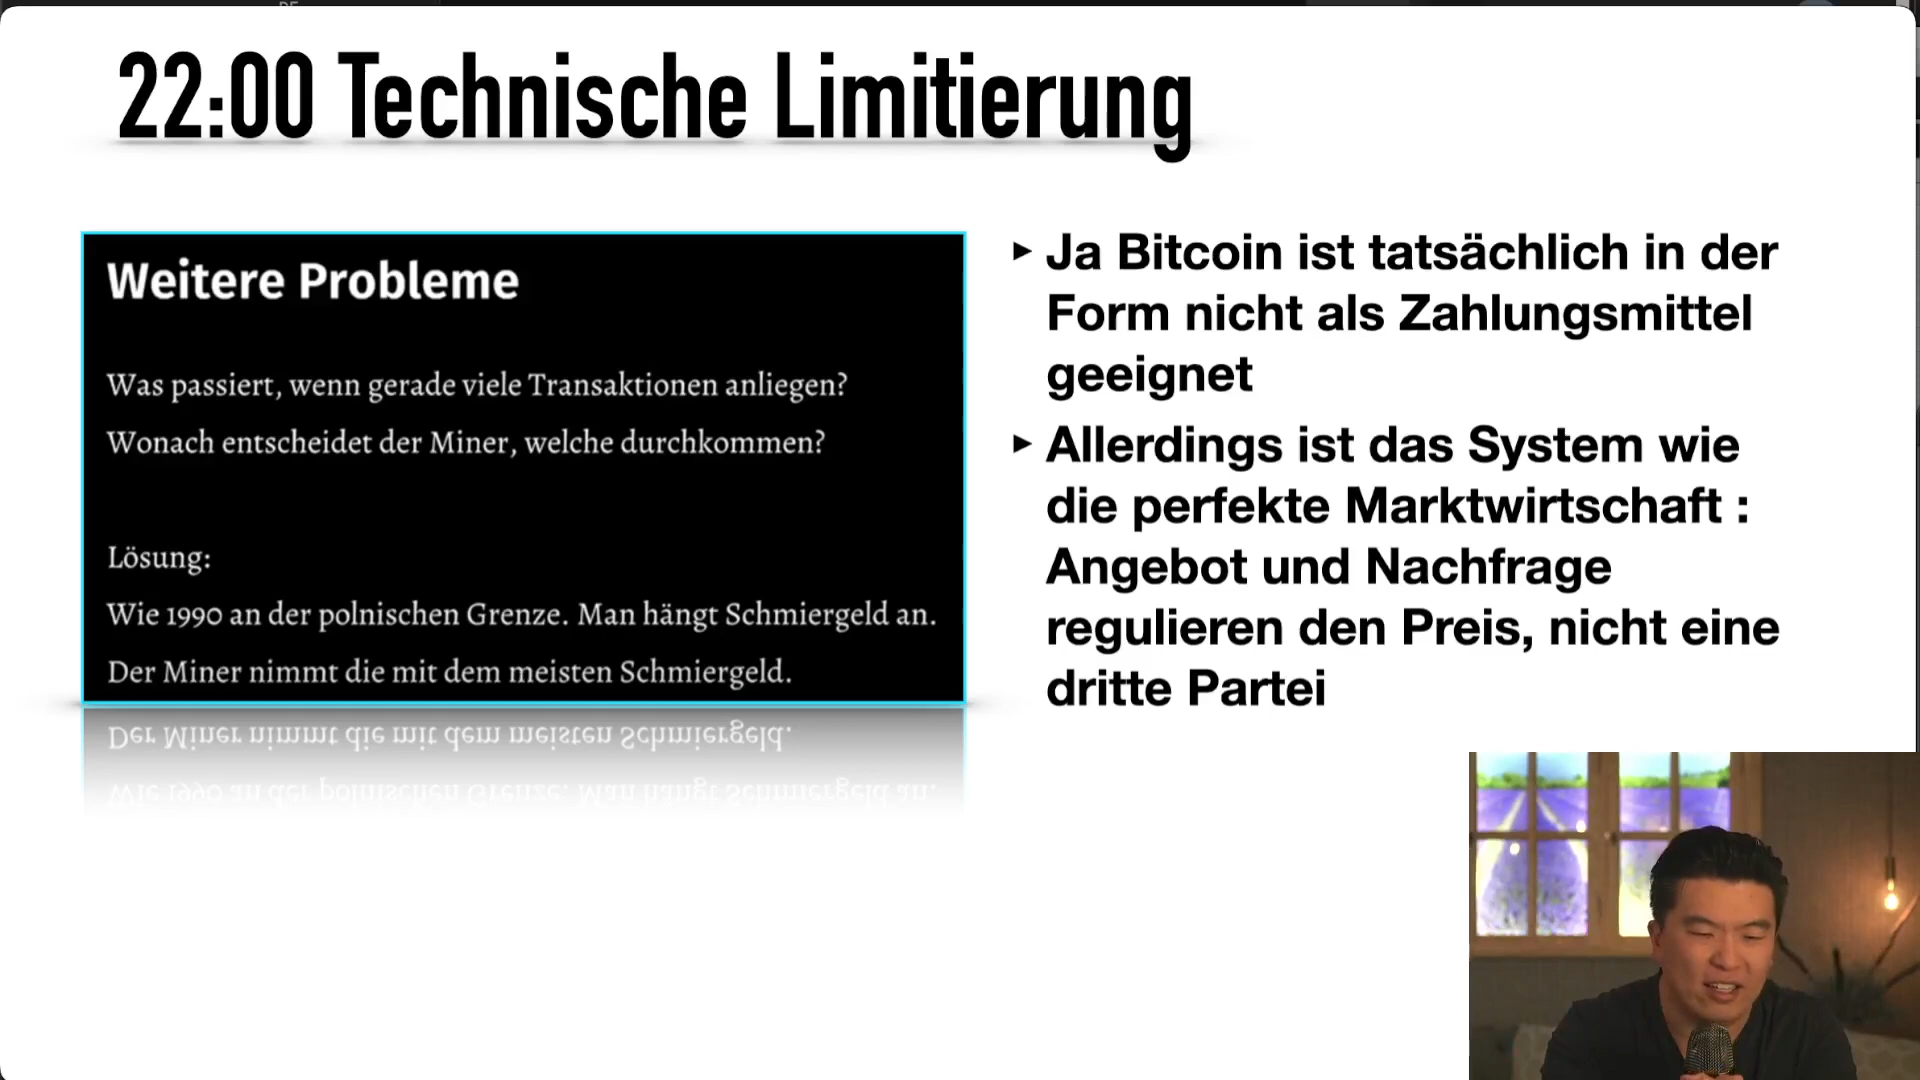 22:00 Technische Limitierung
Weitere Probleme
Was passiert, wenn gerade viele Transaktionen anliegen?
Wonach entscheidet der Miner, welche durchkommen?
Lösung:
Wie 1990 an der polnischen Grenze. Man hängt Schmiergeld an.
Der Miner nimmt die mit dem meisten Schmiergeld.
▸ Ja Bitcoin ist tatsächlich in der
Form nicht als Zahlungsmittel
geeignet
▸ Allerdings ist das System wie
die perfekte Marktwirtschaft :
Angebot und Nachfrage
regulieren den Preis, nicht eine
dritte Partei